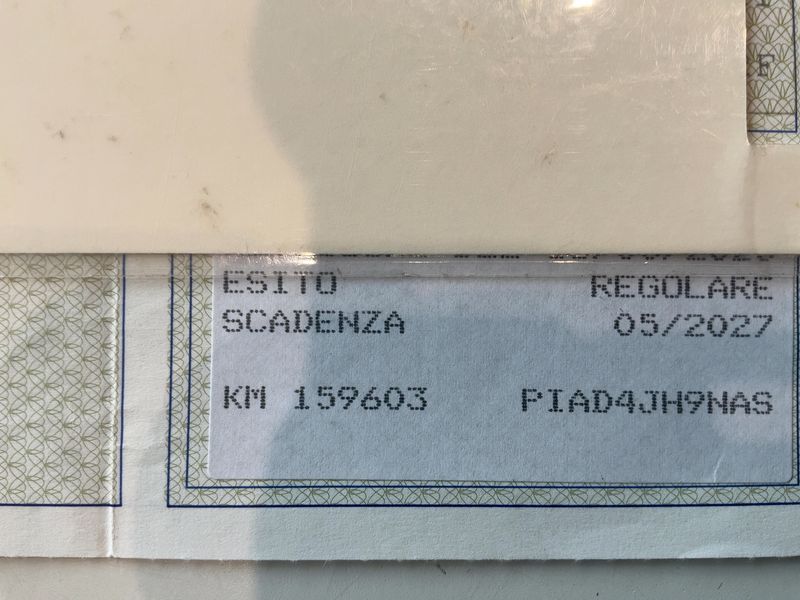 F
ESITO REGOLARE
SCADENZA 05/2027
KM 159603 PIAD4JH9NAS